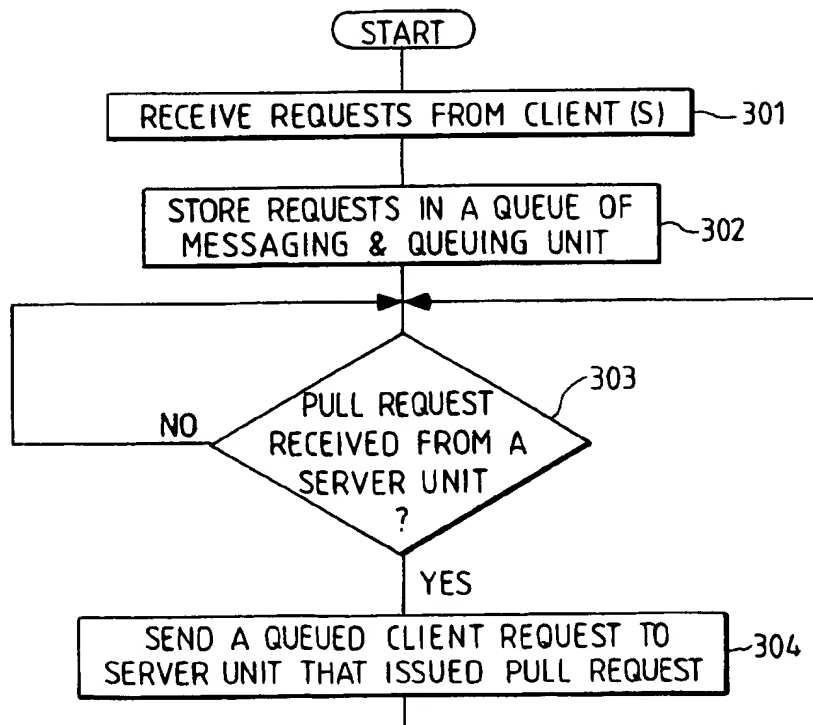 START
RECEIVE REQUESTS FROM CLIENT(S)
301
STORE REQUESTS IN A QUEUE OF
MESSAGING & QUEUING UNIT
302
303
PULL REQUEST
RECEIVED FROM A
SERVER UNIT
?
NO
YES
SEND A QUEUED CLIENT REQUEST TO
SERVER UNIT THAT ISSUED PULL REQUEST
304